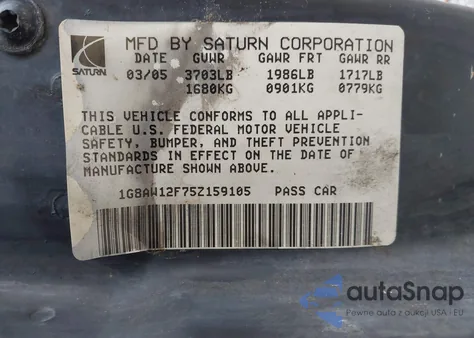 MFD BY SATURN CORPORATION
SATURN
DATE GVWR GAWR FRT GAWR RR
03/05 3703LB 1986LB 1717LB
1680KG 0901KG 0779KG
THIS VEHICLE CONFORMS TO ALL APPLI-
CABLE U.S. FEDERAL MOTOR VEHICLE
SAFETY, BUMPER, AND THEFT PREVENTION
STANDARDS IN EFFECT ON THE DATE OF
MANUFACTURE SHOWN ABOVE.
1G8AW12F75Z159105 PASS CAR
autoSnap
Pewne auta z aukcji USA i EU